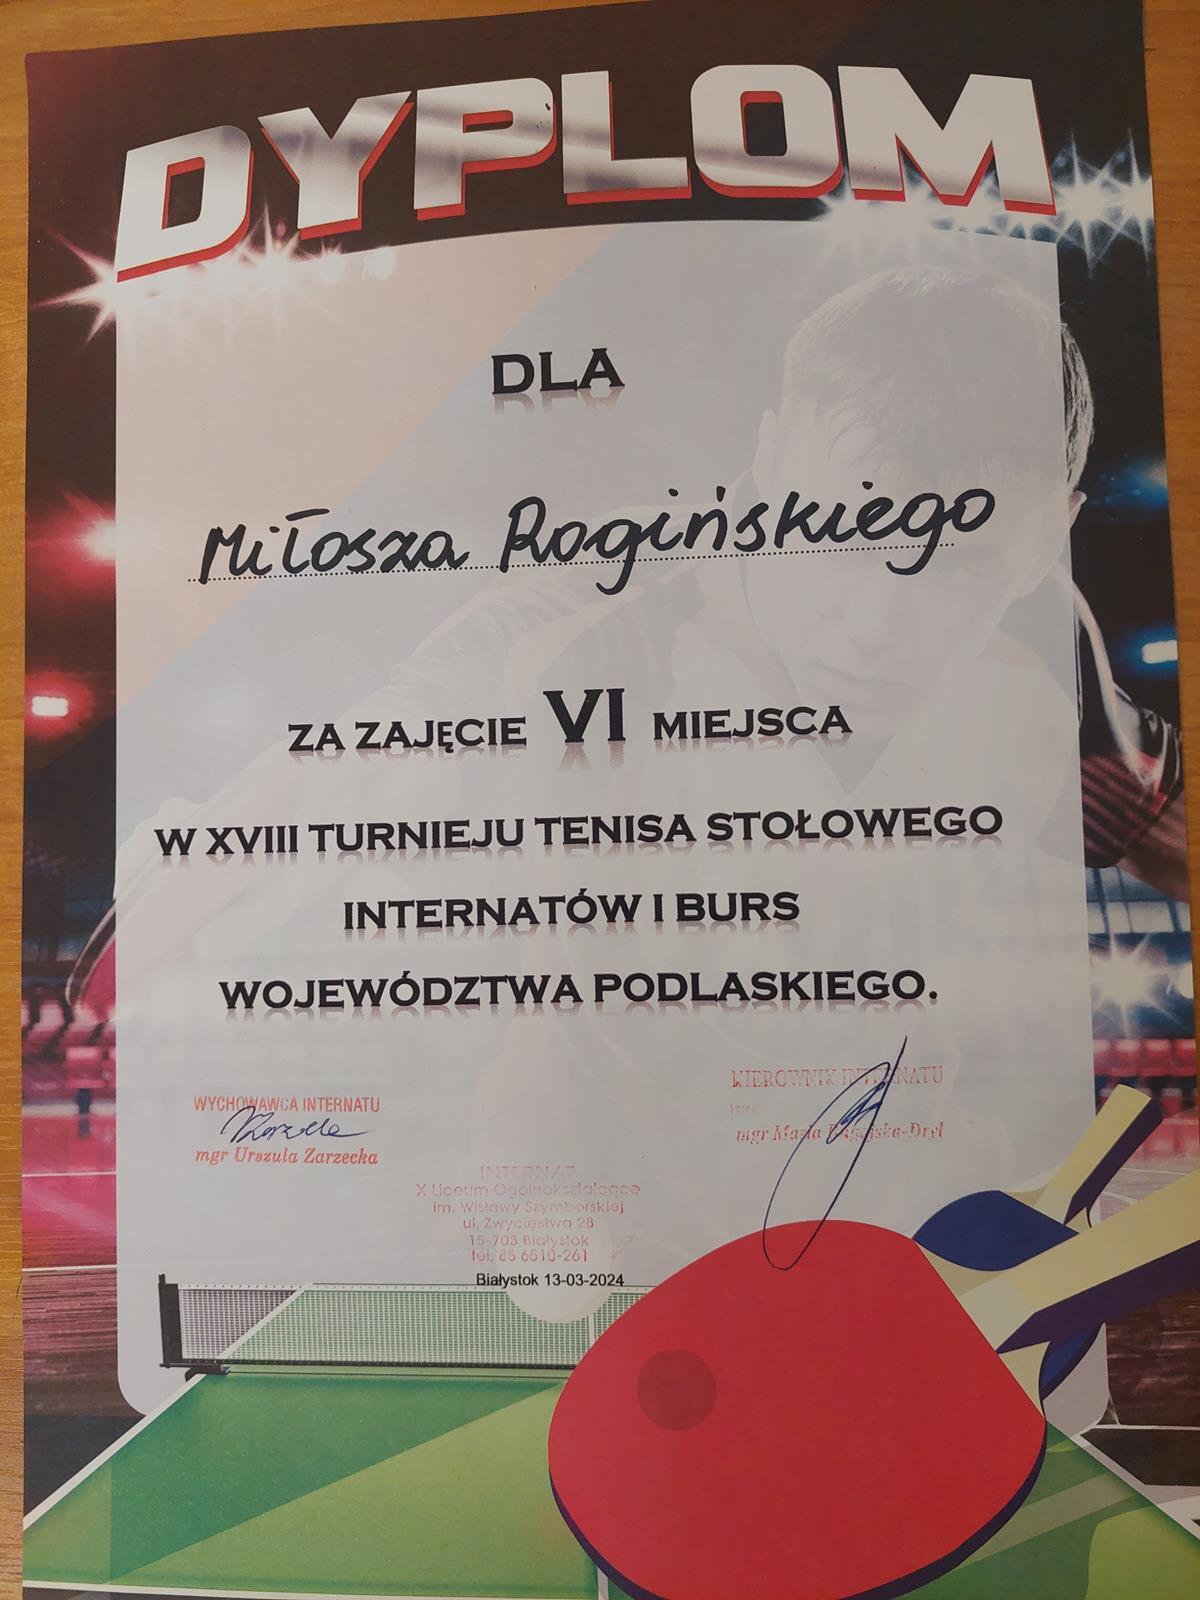 DYPLOM
DLA
Miłosza Rogińskiego
ZA ZAJĘCIE VI MIEJSCA
W XVIII TURNIEJU TENISA STOŁOWEGO
INTERNATÓW I BURS
WOJEWÓDZTWA PODLASKIEGO.
KIEROWNIK INTERNATU
WYCHOWAWCA INTERNATU
mgr Urszula Zarzecka
mgr Maria
INTERNAT
X Liceum Ogólnokształcące
im. Wisławy Szymborskiej
ul. Zwycięstwa 28
15-703 Białystok
tel. 85 6510-261
Białystok 13-03-2024